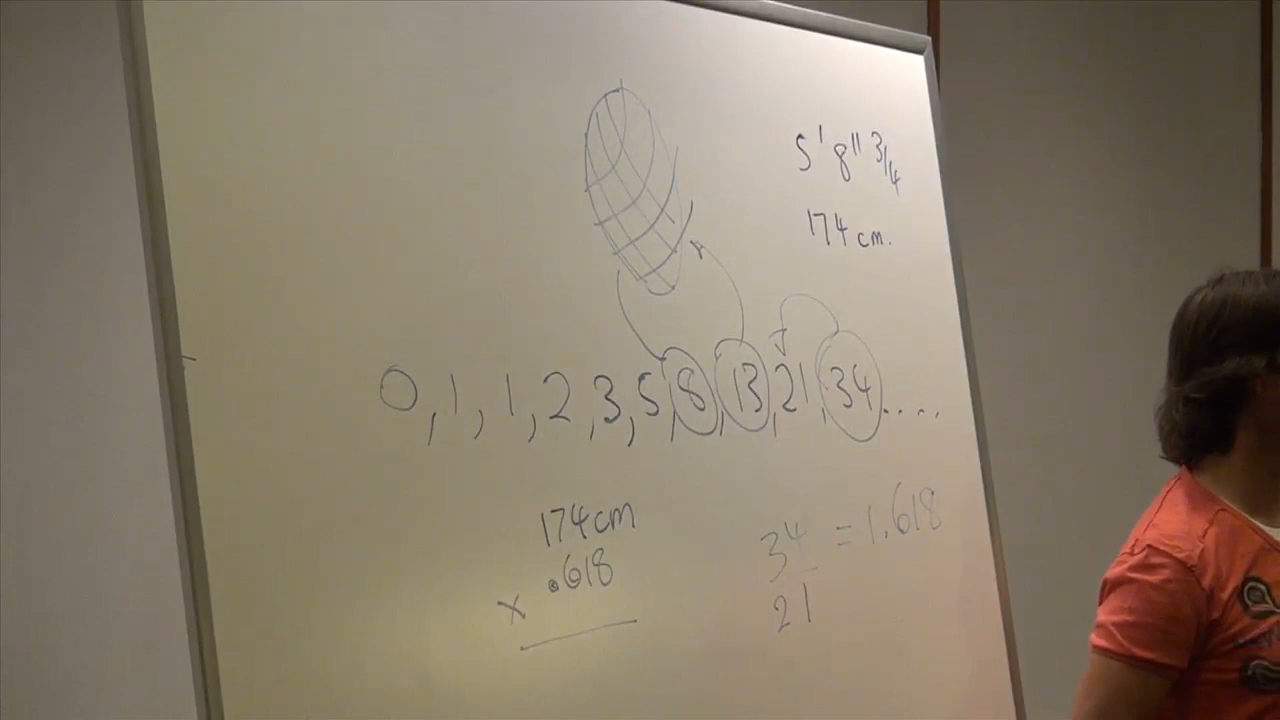 5' 8" 3/4
174 cm.
0, 1, 1, 2, 3, 5, 8, 13, 21, 34....
174cm
x .618
34/21 = 1.618